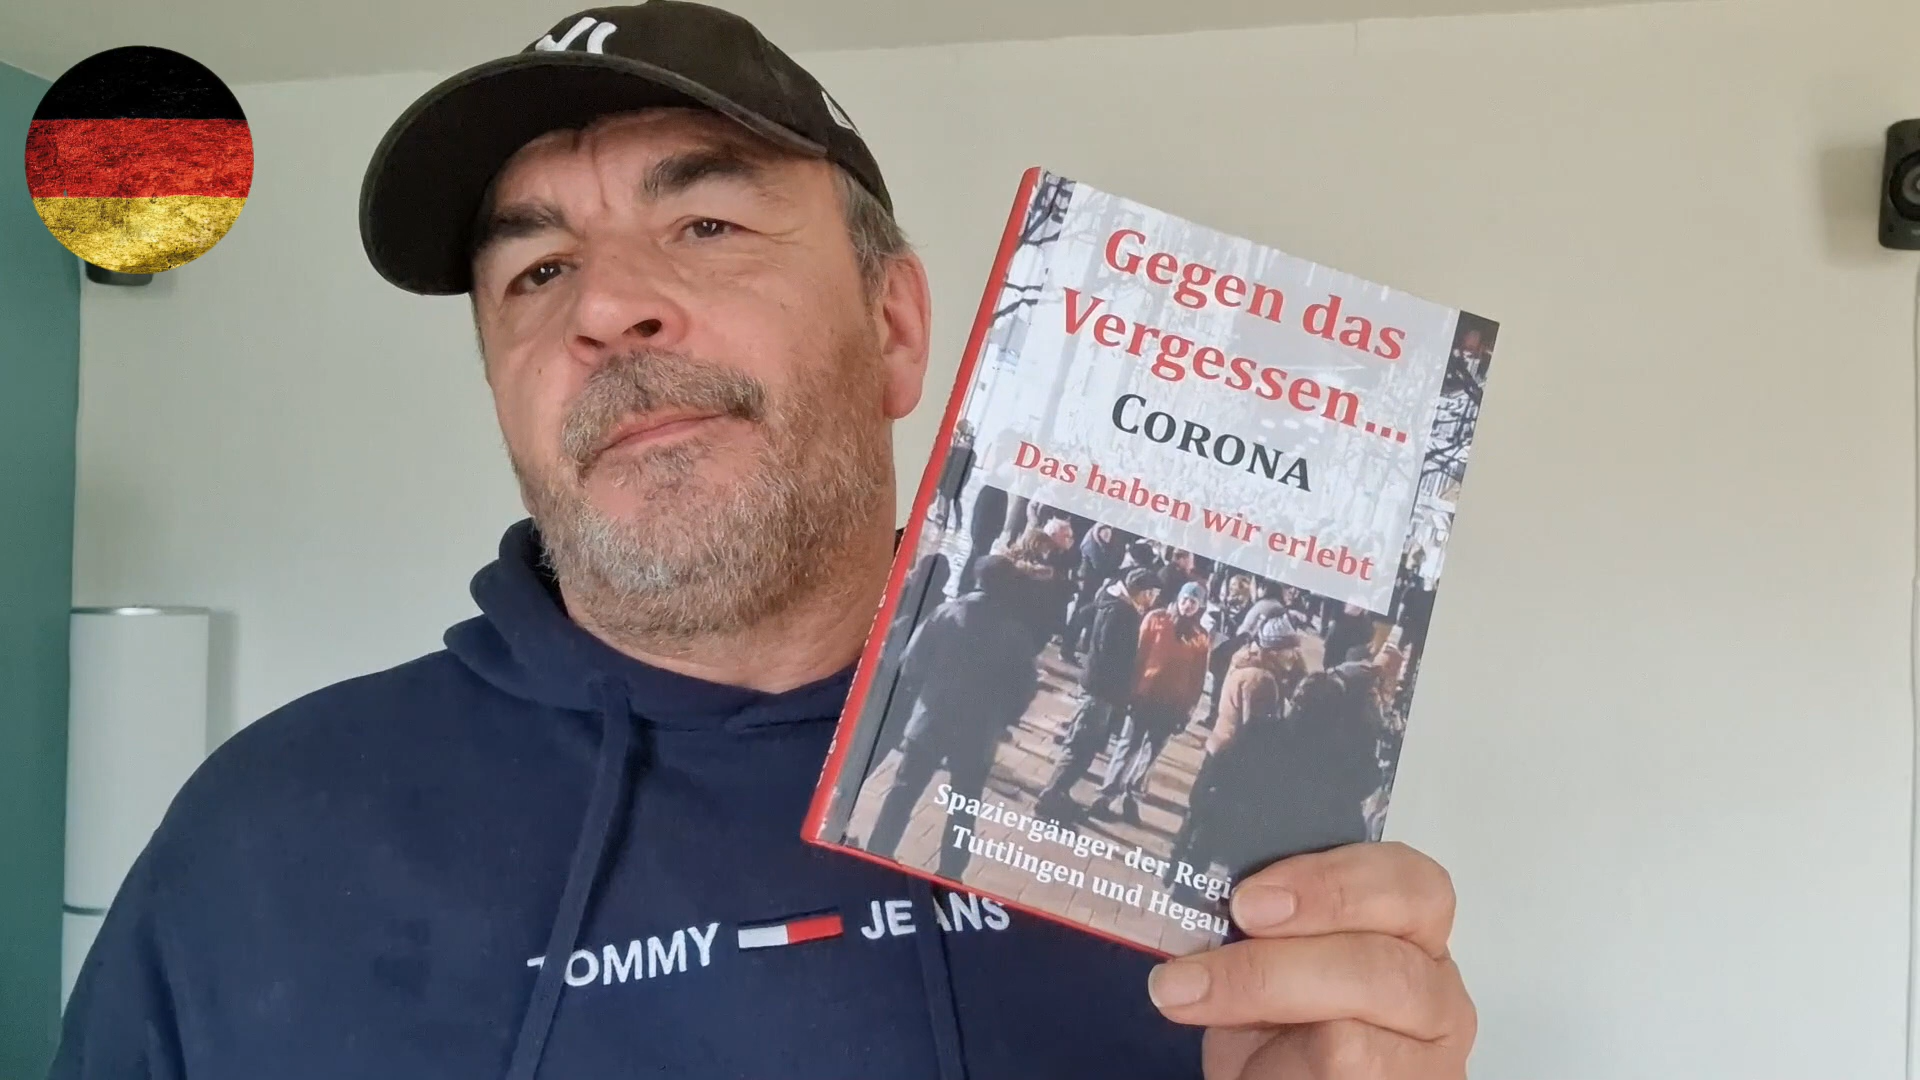 Gegen das
Vergessen...
CORONA
Das haben wir erlebt
Spaziergänger der Regi
Tuttlingen und Hegau
TOMMY JEANS